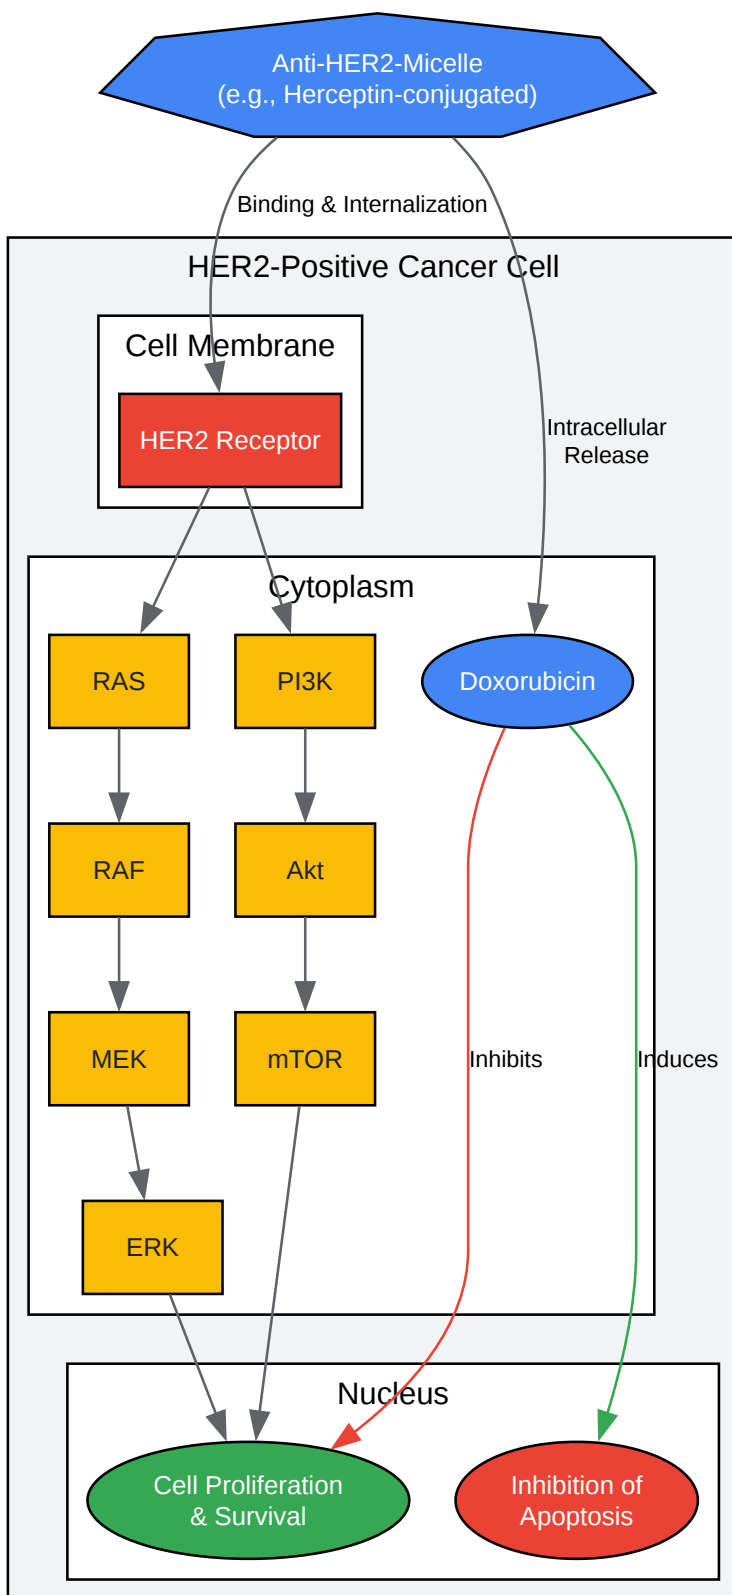 Anti-HER2-Micelle
(e.g., Herceptin-conjugated)
Binding & Internalization
HER2-Positive Cancer Cell
Cell Membrane
HER2 Receptor
Intracellular
Release
Cytoplasm
RAS
PI3K
Doxorubicin
RAF
Akt
MEK
mTOR
Inhibits
Induces
ERK
Nucleus
Cell Proliferation
& Survival
Inhibition of
Apoptosis